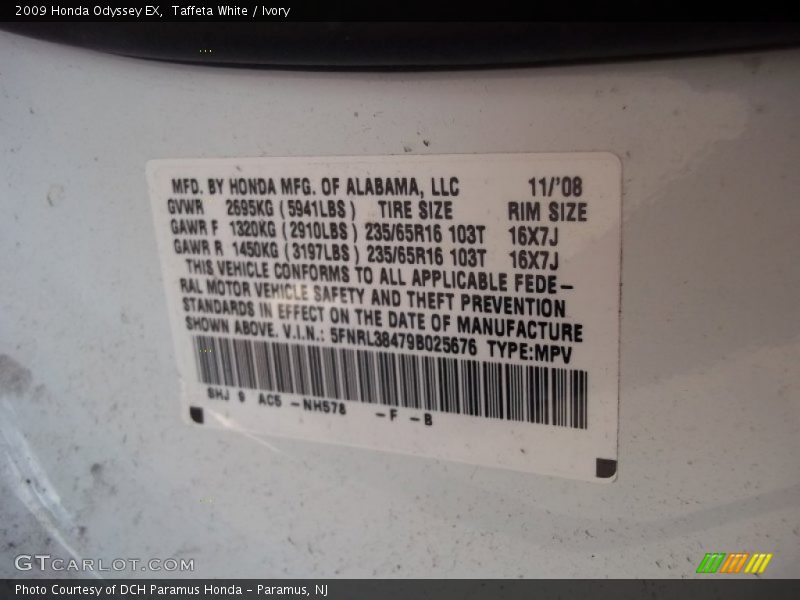 2009 Honda Odyssey EX, Taffeta White / Ivory
MFD. BY HONDA MFG. OF ALABAMA, LLC 11/'08
GVWR 2695KG (5941LBS) TIRE SIZE RIM SIZE
GAWR F 1320KG (2910LBS) 235/65R16 103T 16X7J
GAWR R 1450KG (3197LBS) 235/65R16 103T 16X7J
THIS VEHICLE CONFORMS TO ALL APPLICABLE FEDE-
RAL MOTOR VEHICLE SAFETY AND THEFT PREVENTION
STANDARDS IN EFFECT ON THE DATE OF MANUFACTURE
SHOWN ABOVE. V.I.N.: 5FNRL38479B025676 TYPE:MPV
SHJ 9 AC5 -NH578 -F -B
GTCARLOT.COM
Photo Courtesy of DCH Paramus Honda - Paramus, NJ